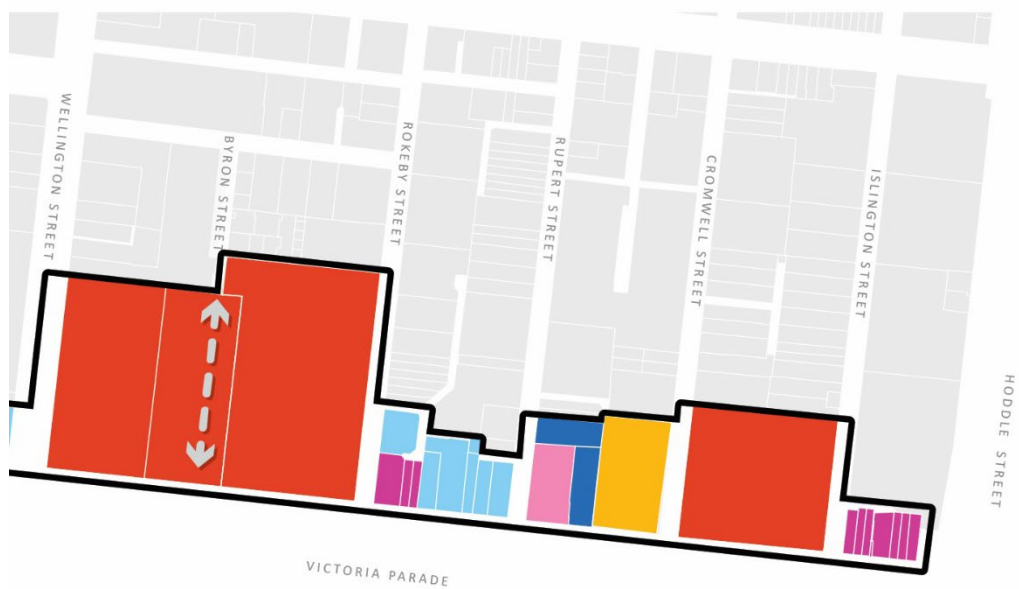 WELLINGTON STREET
BYRON STREET
ROKEBY STREET
RUPERT STREET
CROMWELL STREET
ISLINGTON STREET
HODDLE STREET
VICTORIA PARADE